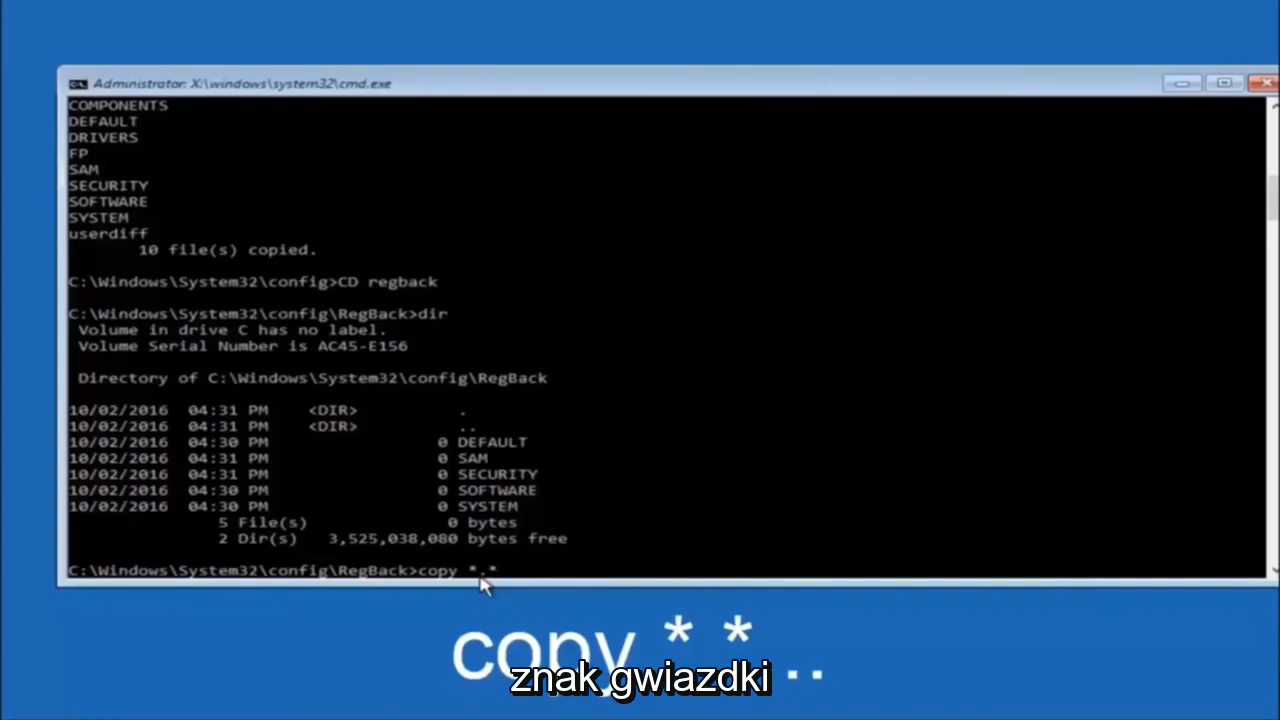 Administrator: X:\windows\system32\cmd.exe
COMPONENTS
DEFAULT
DRIVERS
FP
SAM
SECURITY
SOFTWARE
SYSTEM
userdiff
10 file(s) copied.
C:\Windows\System32\config>CD regback
C:\Windows\System32\config\RegBack>dir
Volume in drive C has no label.
Volume Serial Number is AC45-E156
Directory of C:\Windows\System32\config\RegBack
10/02/2016 04:31 PM <DIR> .
10/02/2016 04:31 PM <DIR> ..
10/02/2016 04:30 PM 0 DEFAULT
10/02/2016 04:31 PM 0 SAM
10/02/2016 04:31 PM 0 SECURITY
10/02/2016 04:30 PM 0 SOFTWARE
10/02/2016 04:30 PM 0 SYSTEM
5 File(s) 0 bytes
2 Dir(s) 3,525,038,080 bytes free
C:\Windows\System32\config\RegBack>copy *.*
copy * * ..
znak gwiazdki